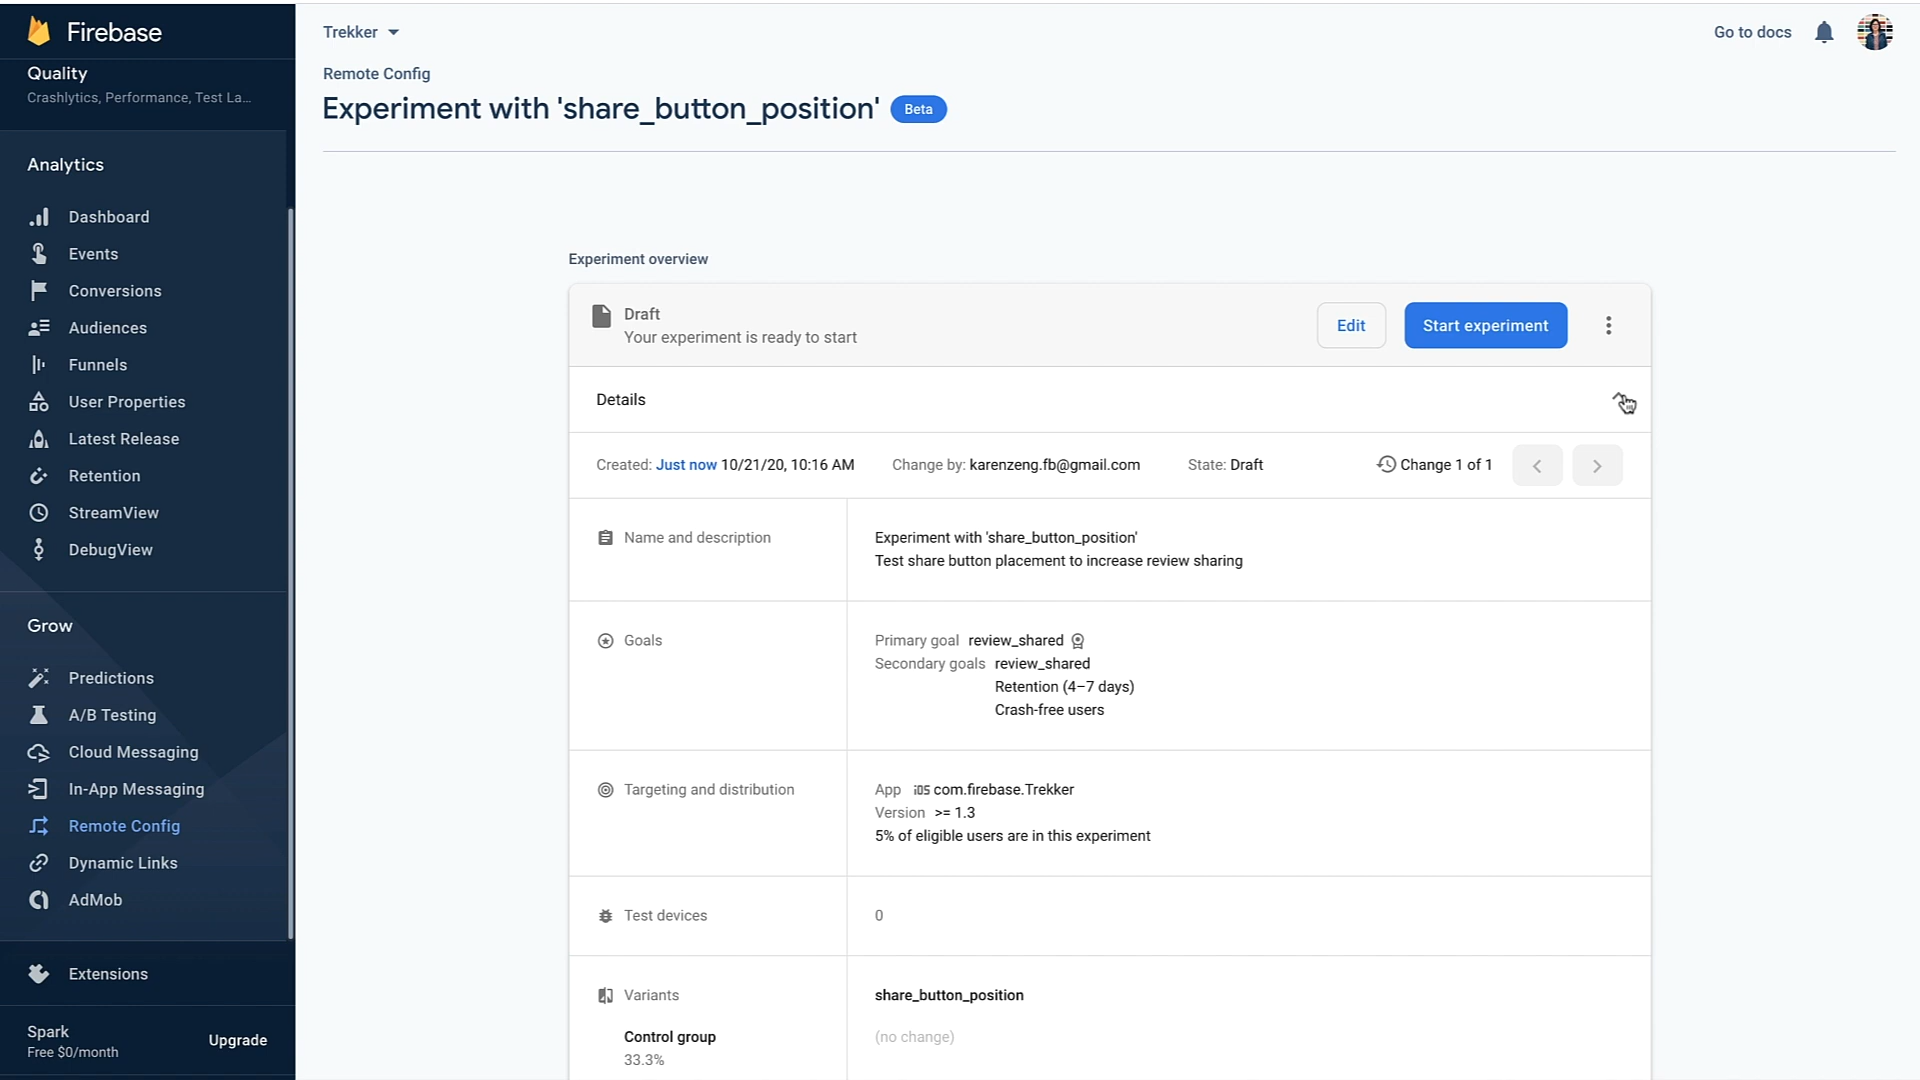 Firebase
Quality
Crashlytics, Performance, Test La...
Analytics
Dashboard
Events
Conversions
Audiences
Funnels
User Properties
Latest Release
Retention
StreamView
DebugView
Grow
Predictions
A/B Testing
Cloud Messaging
In-App Messaging
Remote Config
Dynamic Links
AdMob
Extensions
Spark
Free $0/month
Upgrade
Trekker
Go to docs
Remote Config
Experiment with 'share_button_position' Beta
Experiment overview
Draft
Your experiment is ready to start
Edit
Start experiment
Details
Created: Just now 10/21/20, 10:16 AM Change by: karenzeng.fb@gmail.com State: Draft Change 1 of 1
Name and description
Experiment with 'share_button_position'
Test share button placement to increase review sharing
Goals
Primary goal review_shared
Secondary goals review_shared
Retention (4–7 days)
Crash-free users
Targeting and distribution
App iOS com.firebase.Trekker
Version >= 1.3
5% of eligible users are in this experiment
Test devices
0
Variants
share_button_position
Control group
(no change)
33.3%